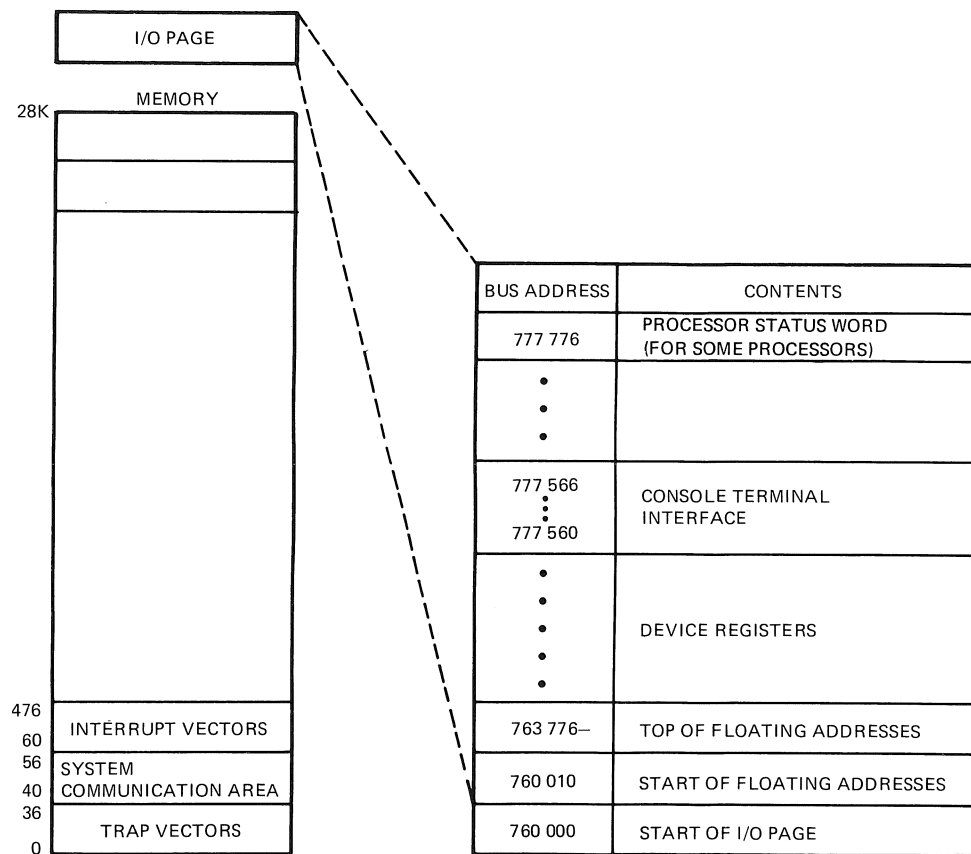 I/O PAGE
MEMORY
28K
476
INTERRUPT VECTORS
60
56
SYSTEM
COMMUNICATION AREA
40
36
TRAP VECTORS
0
BUS ADDRESS CONTENTS
777 776 PROCESSOR STATUS WORD
(FOR SOME PROCESSORS)
777 566
CONSOLE TERMINAL
INTERFACE
777 560
DEVICE REGISTERS
763 776– TOP OF FLOATING ADDRESSES
760 010 START OF FLOATING ADDRESSES
760 000 START OF I/O PAGE